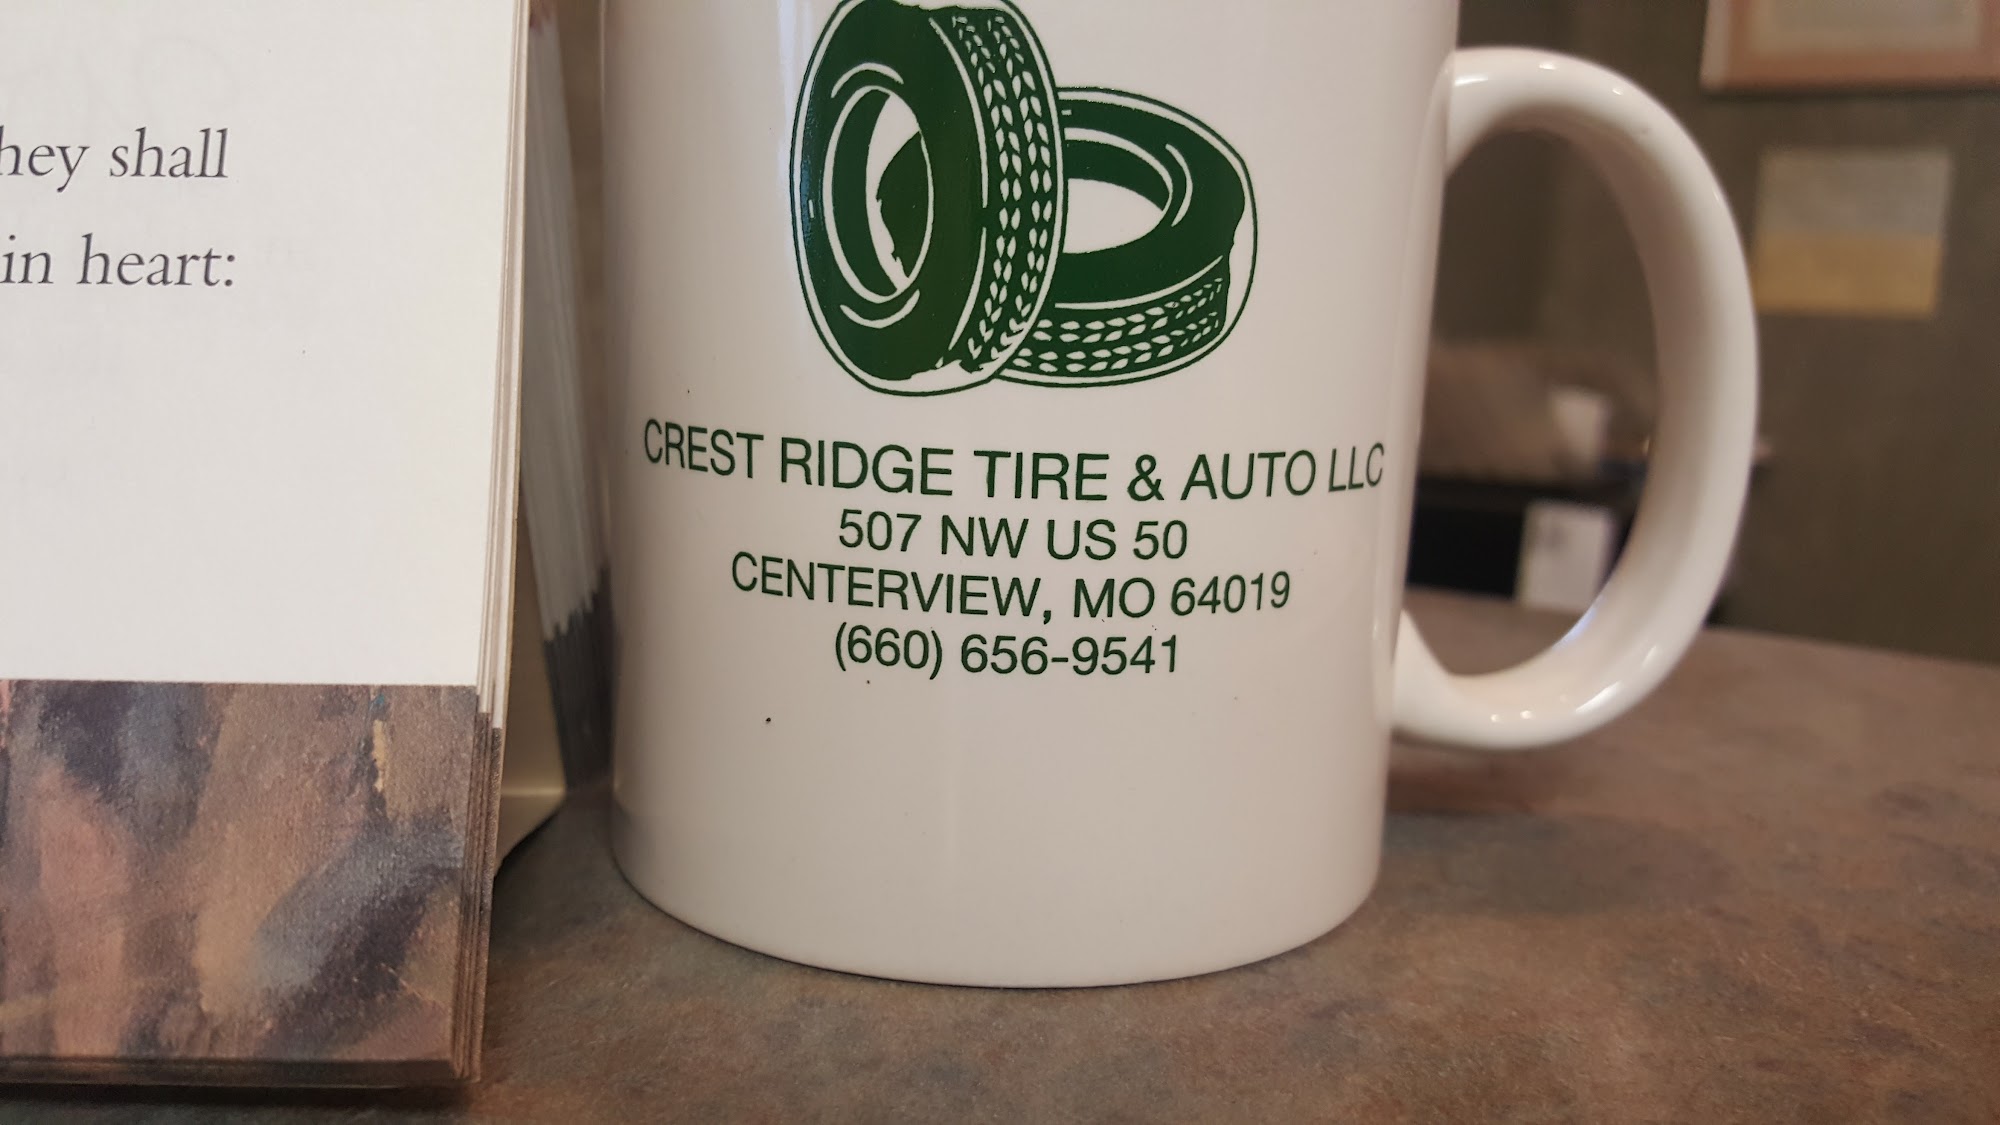 hey shall
in heart:
CREST RIDGE TIRE & AUTO LLC
507 NW US 50
CENTERVIEW, MO 64019
(660) 656-9541